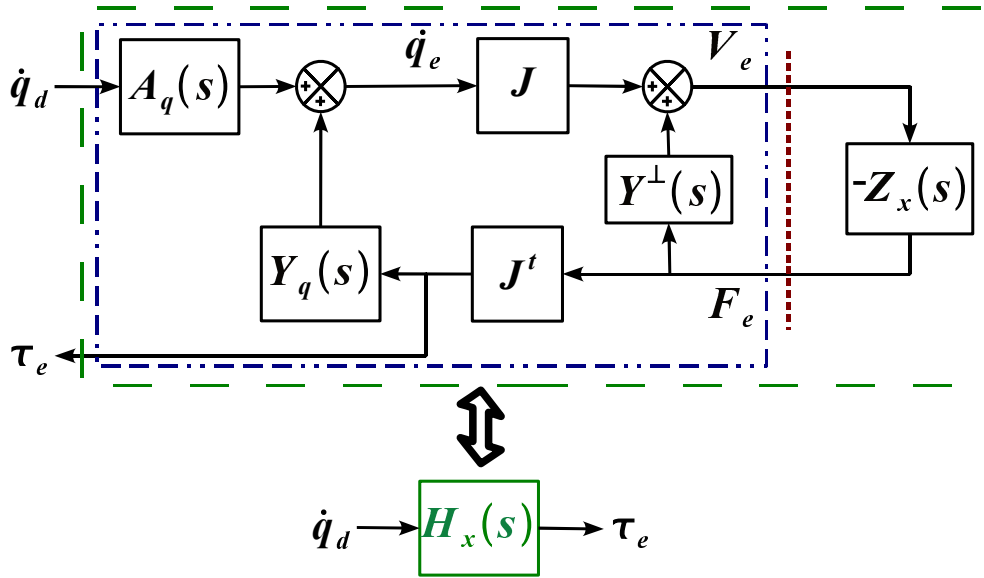 q̇_d
A_q(s)
+
+
q̇_e
J
+
+
V_e
Y^⊥(s)
-Z_x(s)
Y_q(s)
J^t
F_e
τ_e
q̇_d
H_x(s)
τ_e